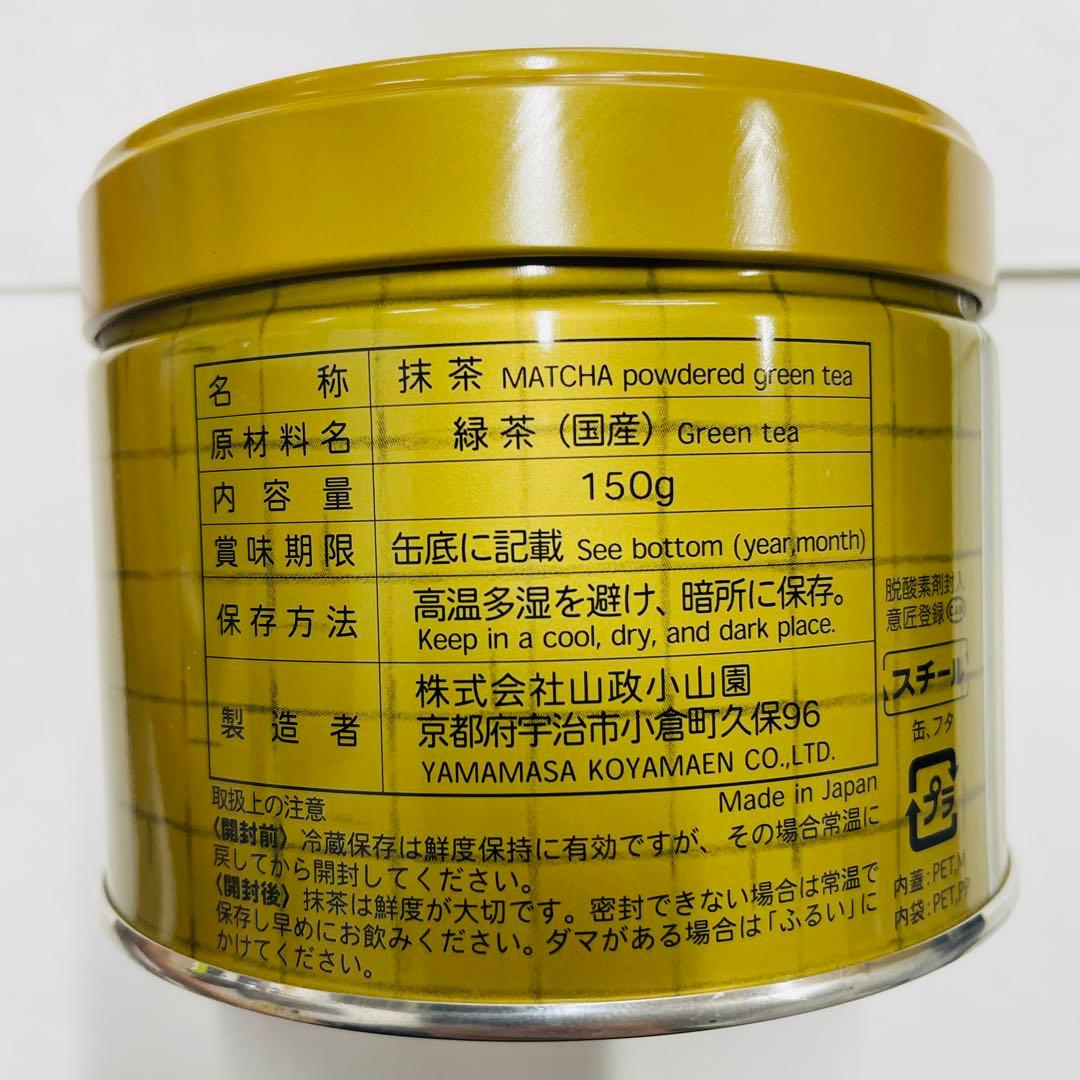 名称 抹茶 MATCHA powdered green tea
原材料名 緑茶（国産） Green tea
内容量 150g
賞味期限 缶底に記載 See bottom (year,month)
保存方法 高温多湿を避け、暗所に保存。
Keep in a cool, dry, and dark place.
製造者 株式会社山政小山園
京都府宇治市小倉町久保96
YAMAMASA KOYAMAEN CO.,LTD.
Made in Japan
取扱上の注意
〈開封前〉冷蔵保存は鮮度保持に有効ですが、その場合常温に
戻してから開封してください。
〈開封後〉抹茶は鮮度が大切です。密封できない場合は常温で
保存し早めにお飲みください。ダマがある場合は「ふるい」に
かけてください。
脱酸素剤封入
意匠登録
スチール
缶、フタ
プラ
内蓋：PET,M
内袋：PET,PP